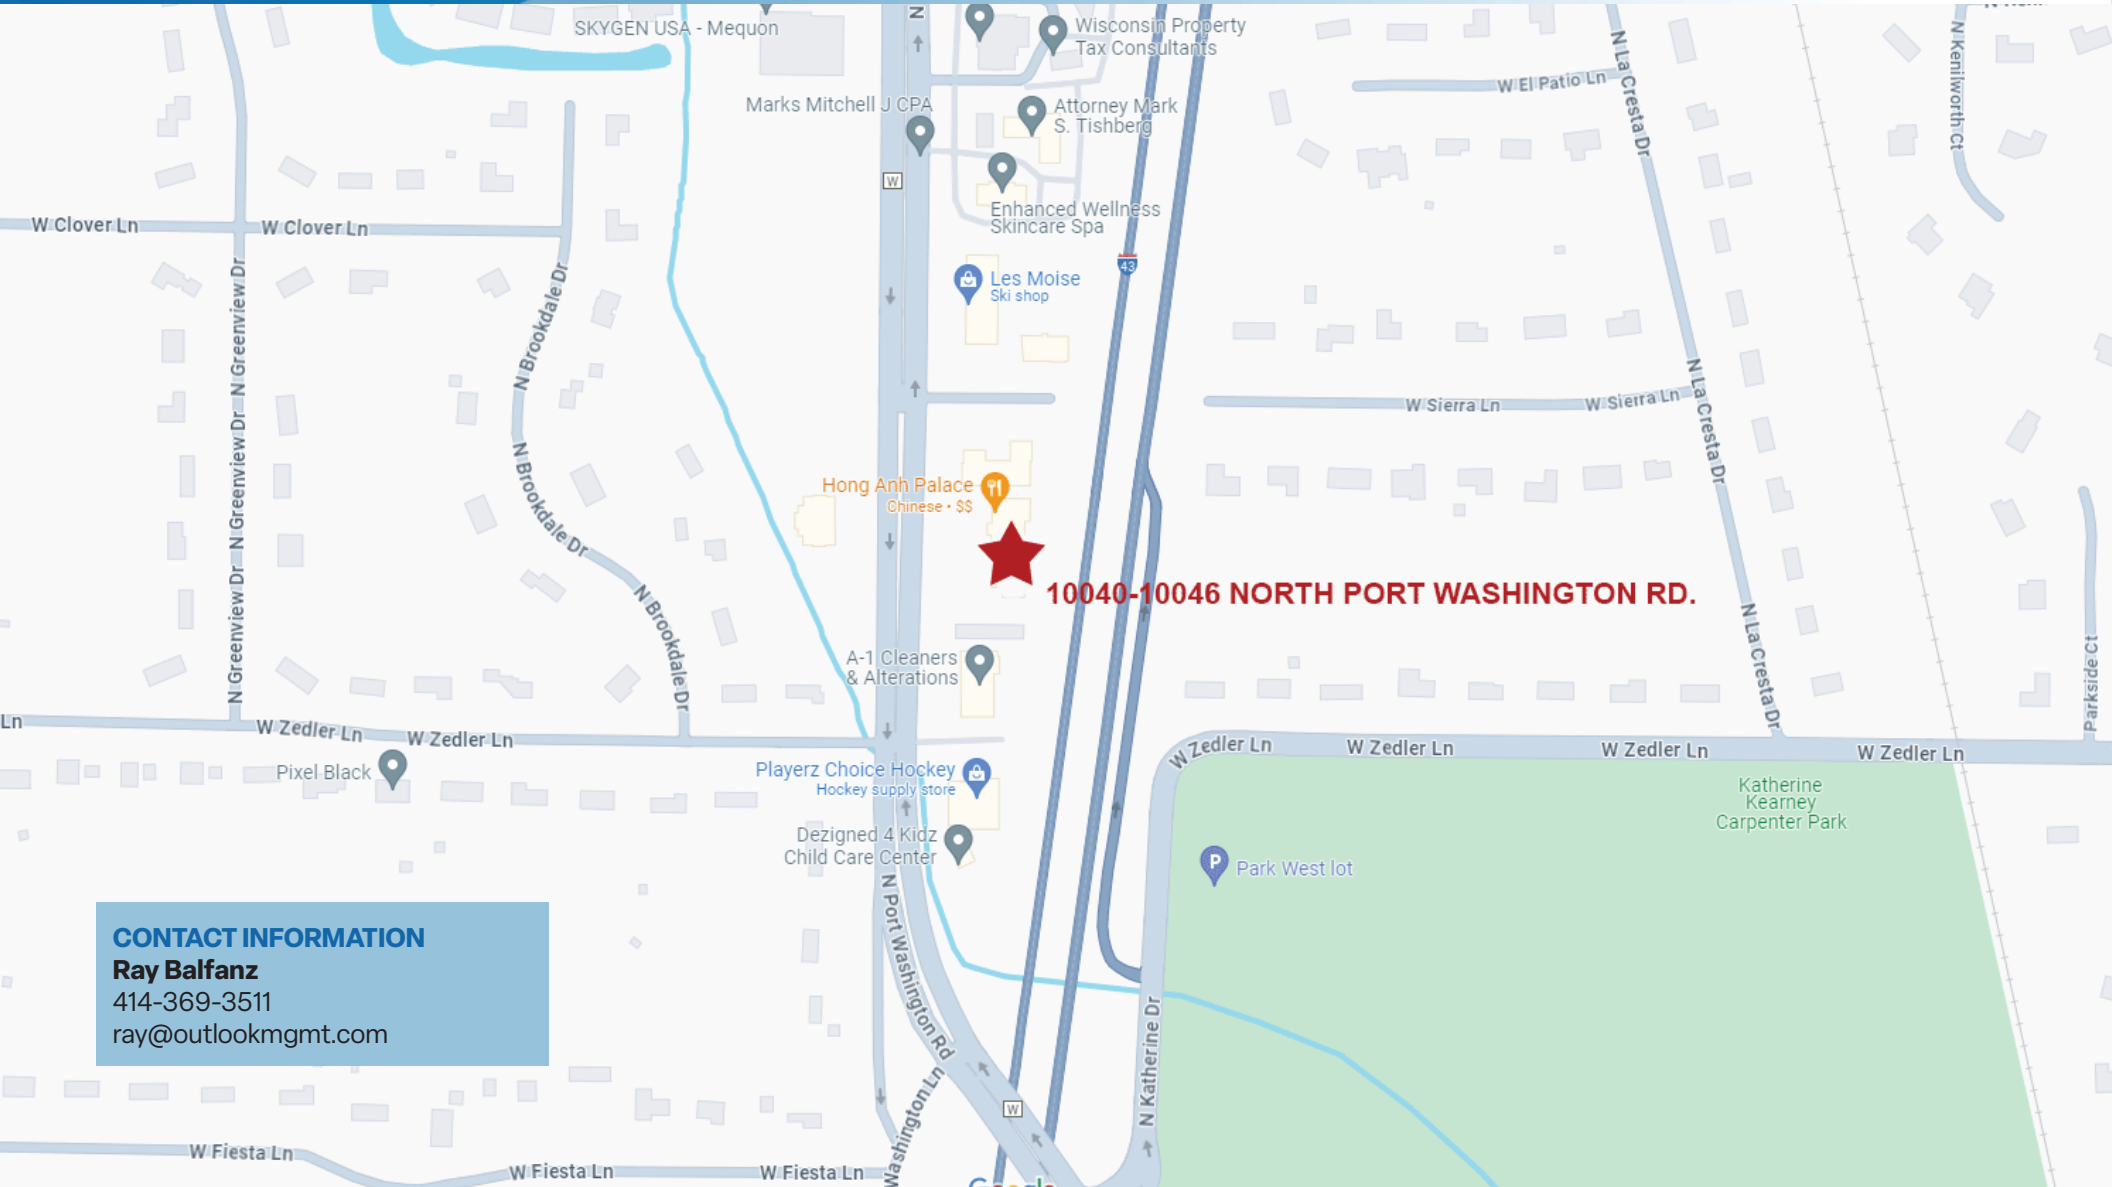 SKYGEN USA - Mequon
N
Wisconsin Property
Tax Consultants
N La Cresta Dr
N Kenilworth Ct
W El Patio Ln
Marks Mitchell J CPA
Attorney Mark
S. Tishberg
W
Enhanced Wellness
Skincare Spa
W Clover Ln
W Clover Ln
N Greenview Dr
N Brookdale Dr
43
Les Moise
Ski shop
N La Cresta Dr
W Sierra Ln
W Sierra Ln
N Greenview Dr
N Brookdale Dr
Hong Anh Palace
Chinese • $$
10040-10046 NORTH PORT WASHINGTON RD.
N Greenview Dr
N Brookdale Dr
N La Cresta Dr
Parkside Ct
A-1 Cleaners
& Alterations
Ln
W Zedler Ln
W Zedler Ln
W Zedler Ln
W Zedler Ln
W Zedler Ln
W Zedler Ln
Pixel Black
Playerz Choice Hockey
Hockey supply store
Katherine
Kearney
Carpenter Park
Dezigned 4 Kidz
Child Care Center
P
Park West lot
N Port Washington Rd
CONTACT INFORMATION
Ray Balfanz
414-369-3511
ray@outlookmgmt.com
N Katherine Dr
W
Washington Ln
W Fiesta Ln
W Fiesta Ln
W Fiesta Ln
Google